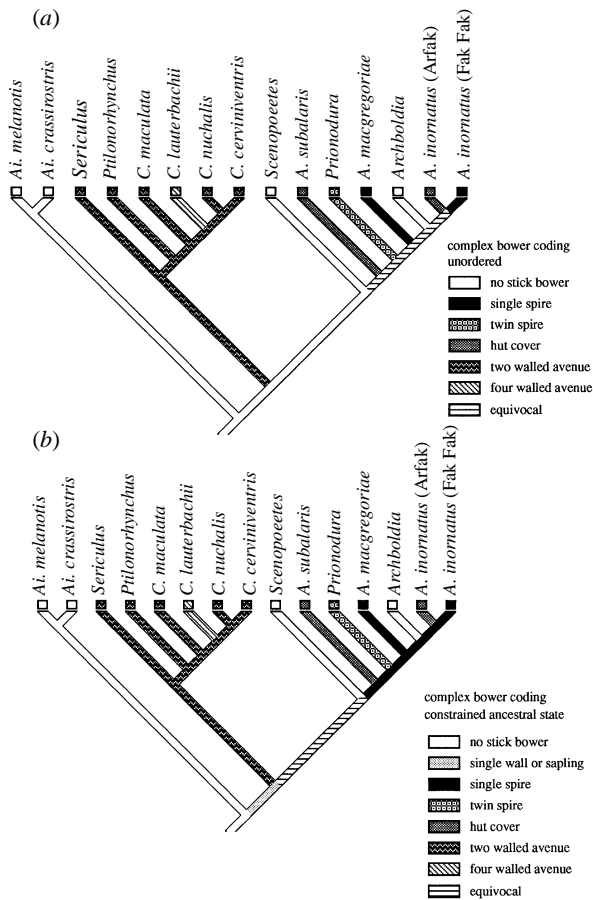 (a)
Ai. melanotis
Ai. crassirostris
Sericulus
Ptilonorhynchus
C. maculata
C. lauterbachii
C. nuchalis
C. cerviniventris
Scenopoeetes
A. subalaris
Prionodura
A. macgregoriae
Archboldia
A. inornatus (Arfak)
A. inornatus (Fak Fak)
complex bower coding
unordered
no stick bower
single spire
twin spire
hut cover
two walled avenue
four walled avenue
equivocal
(b)
Ai. melanotis
Ai. crassirostris
Sericulus
Ptilonorhynchus
C. maculata
C. lauterbachii
C. nuchalis
C. cerviniventris
Scenopoeetes
A. subalaris
Prionodura
A. macgregoriae
Archboldia
A. inornatus (Arfak)
A. inornatus (Fak Fak)
complex bower coding
constrained ancestral state
no stick bower
single wall or sapling
single spire
twin spire
hut cover
two walled avenue
four walled avenue
equivocal